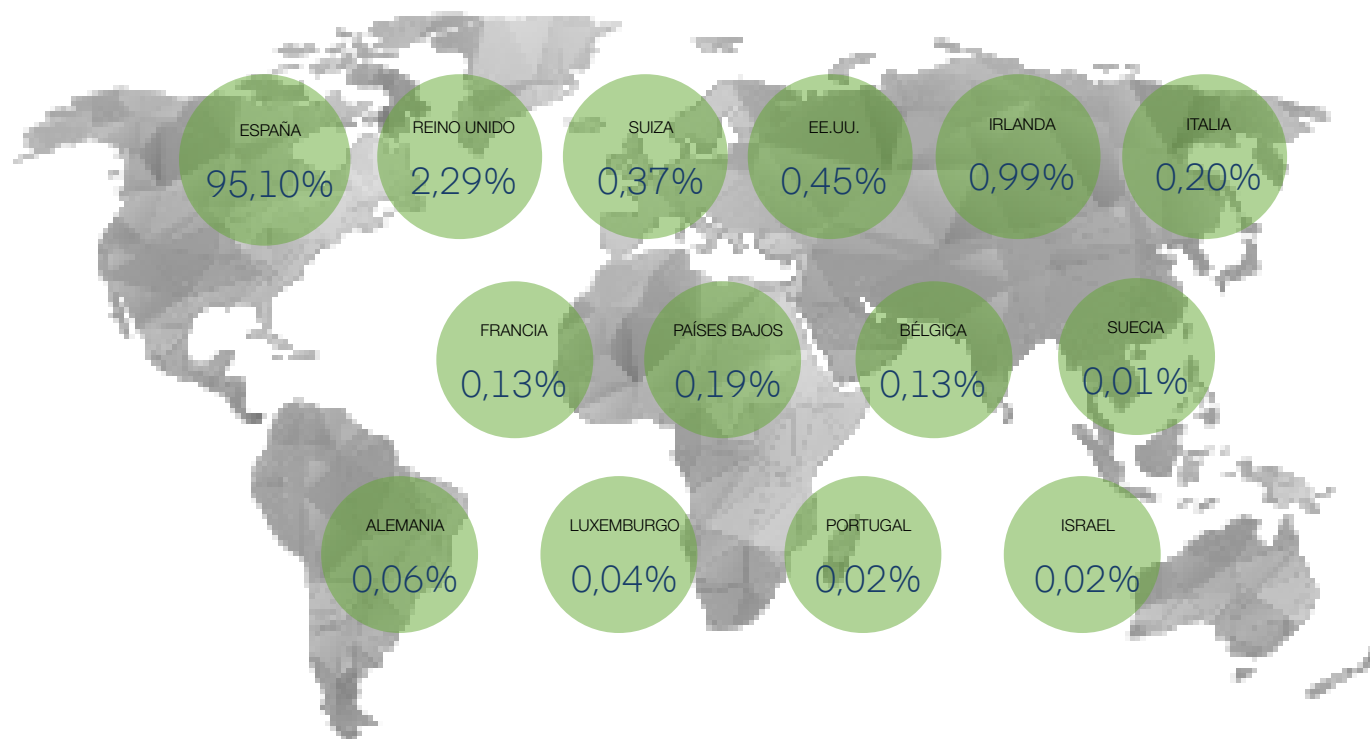 ESPAÑA
95,10%
REINO UNIDO
2,29%
SUIZA
0,37%
EE.UU.
0,45%
IRLANDA
0,99%
ITALIA
0,20%
FRANCIA
0,13%
PAÍSES BAJOS
0,19%
BÉLGICA
0,13%
SUECIA
0,01%
ALEMANIA
0,06%
LUXEMBURGO
0,04%
PORTUGAL
0,02%
ISRAEL
0,02%